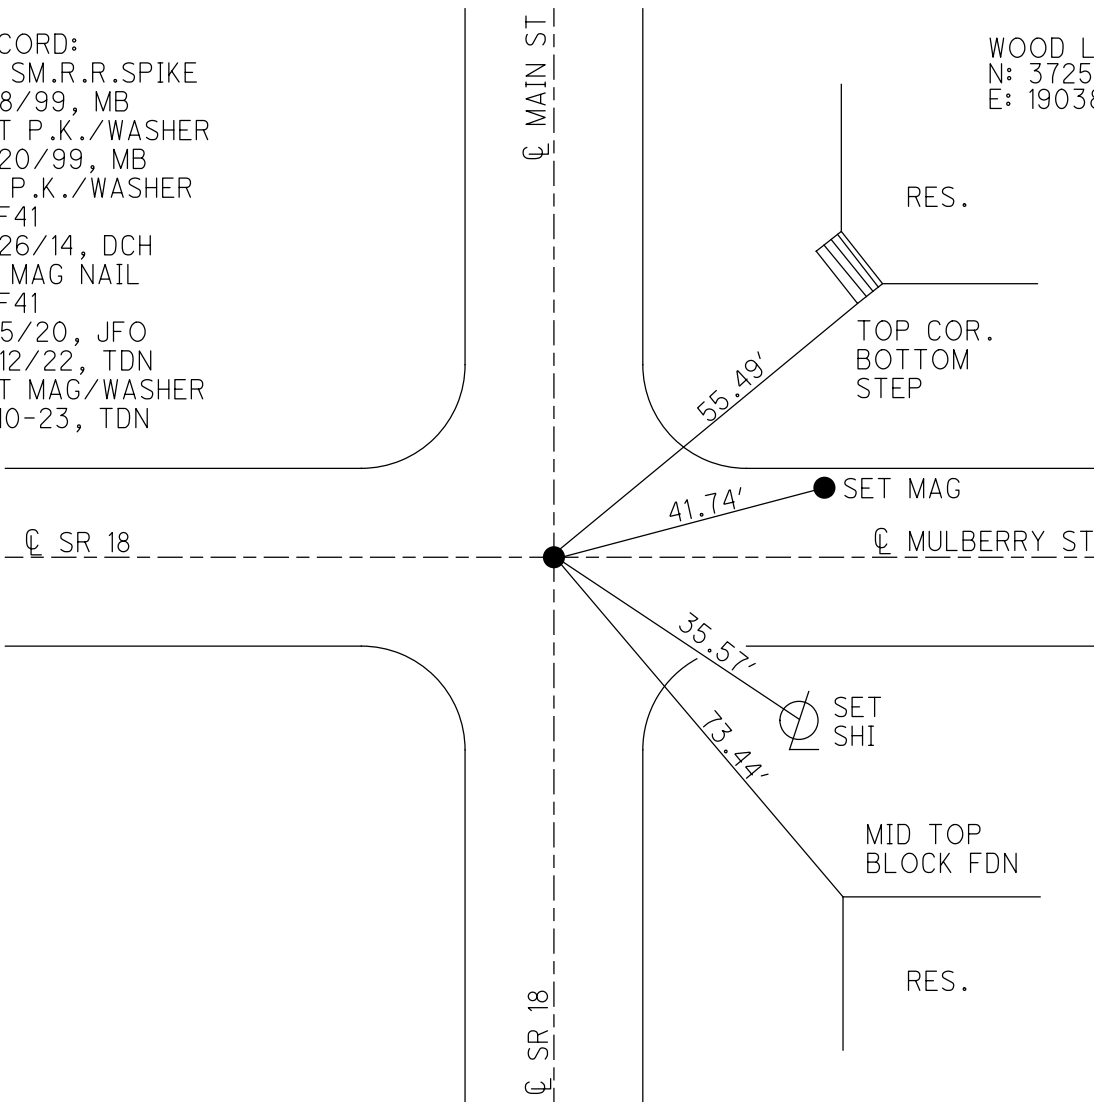 CORD:
SM.R.R.SPIKE
8/99, MB
T P.K./WASHER
20/99, MB
P.K./WASHER
F41
26/14, DCH
MAG NAIL
F41
5/20, JFO
12/22, TDN
T MAG/WASHER
10-23, TDN
℄ MAIN ST
WOOD L
N: 3725
E: 19038
RES.
TOP COR.
BOTTOM
STEP
55.49'
41.74'
SET MAG
℄ SR 18
℄ MULBERRY ST
35.57'
SET
SHI
73.44'
MID TOP
BLOCK FDN
RES.
℄ SR 18